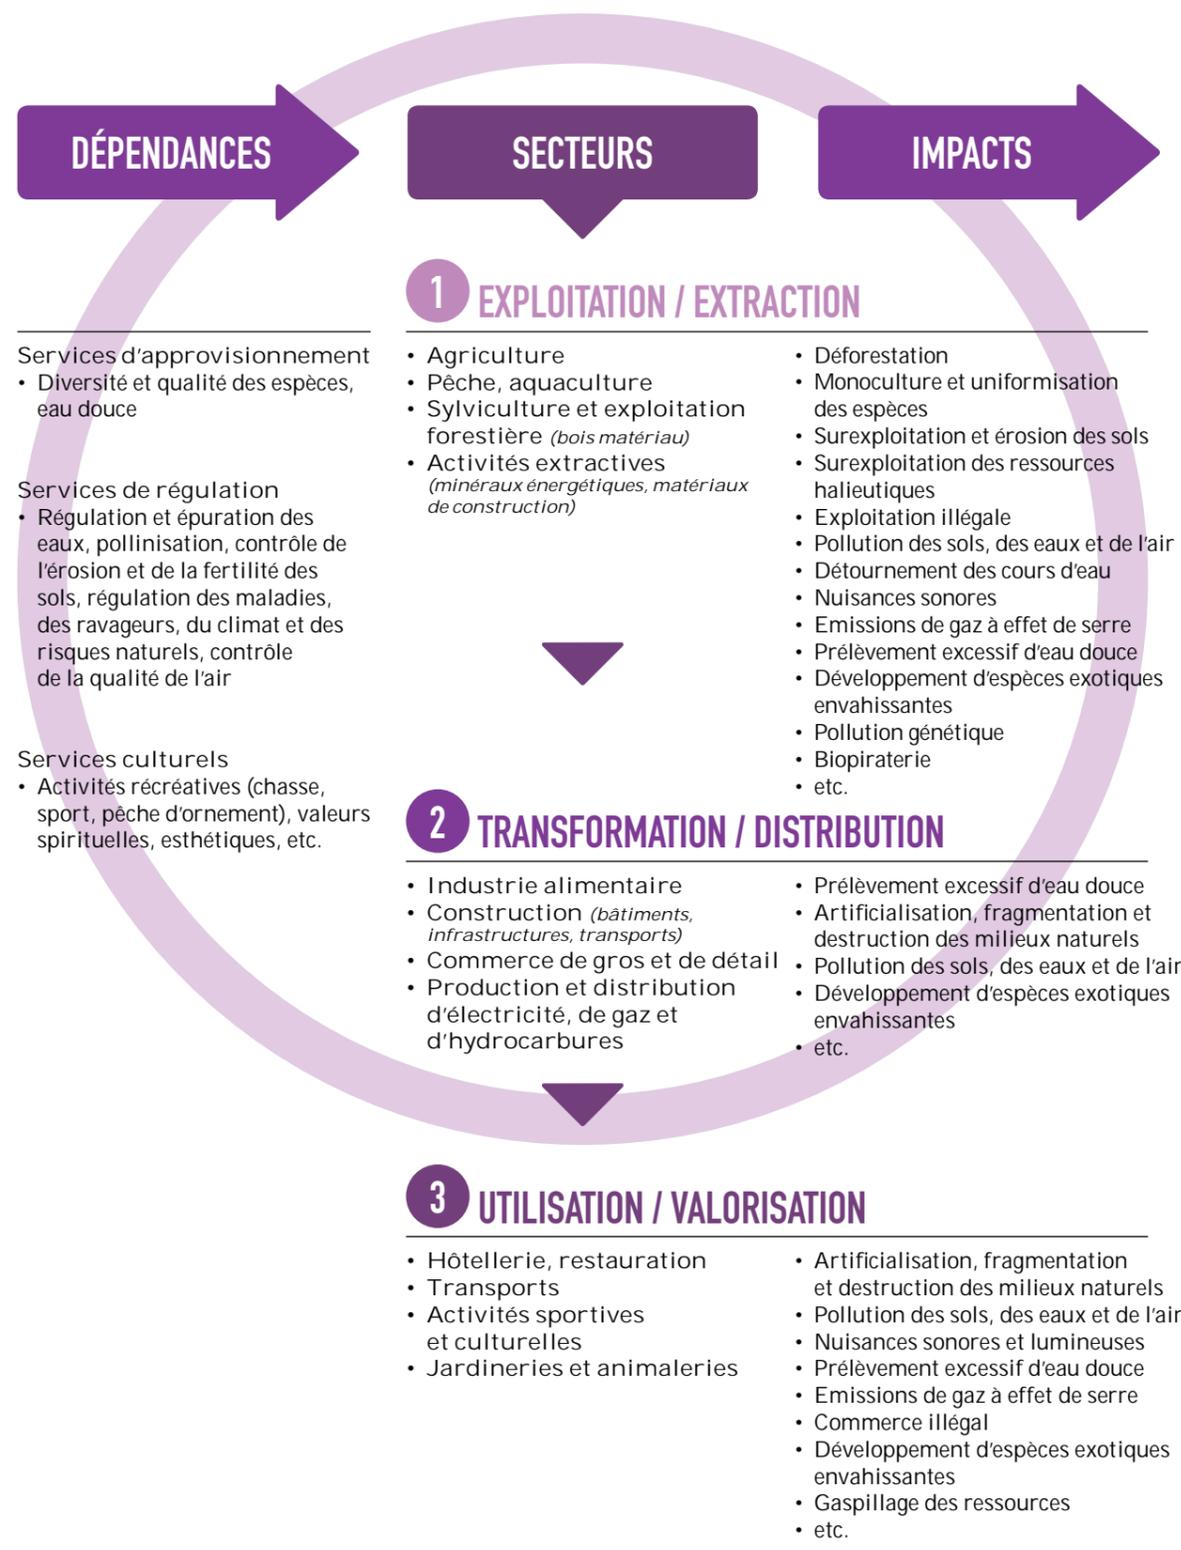 DÉPENDANCES
SECTEURS
IMPACTS
Services d'approvisionnement
• Diversité et qualité des espèces,
eau douce
Services de régulation
• Régulation et épuration des
eaux, pollinisation, contrôle de
l'érosion et de la fertilité des
sols, régulation des maladies,
des ravageurs, du climat et des
risques naturels, contrôle
de la qualité de l'air
Services culturels
• Activités récréatives (chasse,
sport, pêche d'ornement), valeurs
spirituelles, esthétiques, etc.
1 EXPLOITATION / EXTRACTION
• Agriculture
• Pêche, aquaculture
• Sylviculture et exploitation
forestière (bois matériau)
• Activités extractives
(minéraux énergétiques, matériaux
de construction)
• Déforestation
• Monoculture et uniformisation
des espèces
• Surexploitation et érosion des sols
• Surexploitation des ressources
halieutiques
• Exploitation illégale
• Pollution des sols, des eaux et de l'air
• Détournement des cours d'eau
• Nuisances sonores
• Emissions de gaz à effet de serre
• Prélèvement excessif d'eau douce
• Développement d'espèces exotiques
envahissantes
• Pollution génétique
• Biopiraterie
• etc.
2 TRANSFORMATION / DISTRIBUTION
• Industrie alimentaire
• Construction (bâtiments,
infrastructures, transports)
• Commerce de gros et de détail
• Production et distribution
d'électricité, de gaz et
d'hydrocarbures
• Prélèvement excessif d'eau douce
• Artificialisation, fragmentation et
destruction des milieux naturels
• Pollution des sols, des eaux et de l'air
• Développement d'espèces exotiques
envahissantes
• etc.
3 UTILISATION / VALORISATION
• Hôtellerie, restauration
• Transports
• Activités sportives
et culturelles
• Jardineries et animaleries
• Artificialisation, fragmentation
et destruction des milieux naturels
• Pollution des sols, des eaux et de l'air
• Nuisances sonores et lumineuses
• Prélèvement excessif d'eau douce
• Emissions de gaz à effet de serre
• Commerce illégal
• Développement d'espèces exotiques
envahissantes
• Gaspillage des ressources
• etc.